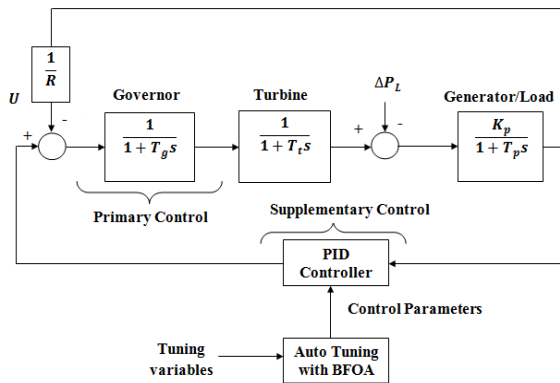 1
R
U
-
+
Governor
1
1 + T_g s
Turbine
1
1 + T_t s
ΔP_L
+
-
Generator/Load
K_p
1 + T_p s
Primary Control
Supplementary Control
PID
Controller
Control Parameters
Tuning
variables
Auto Tuning
with BFOA